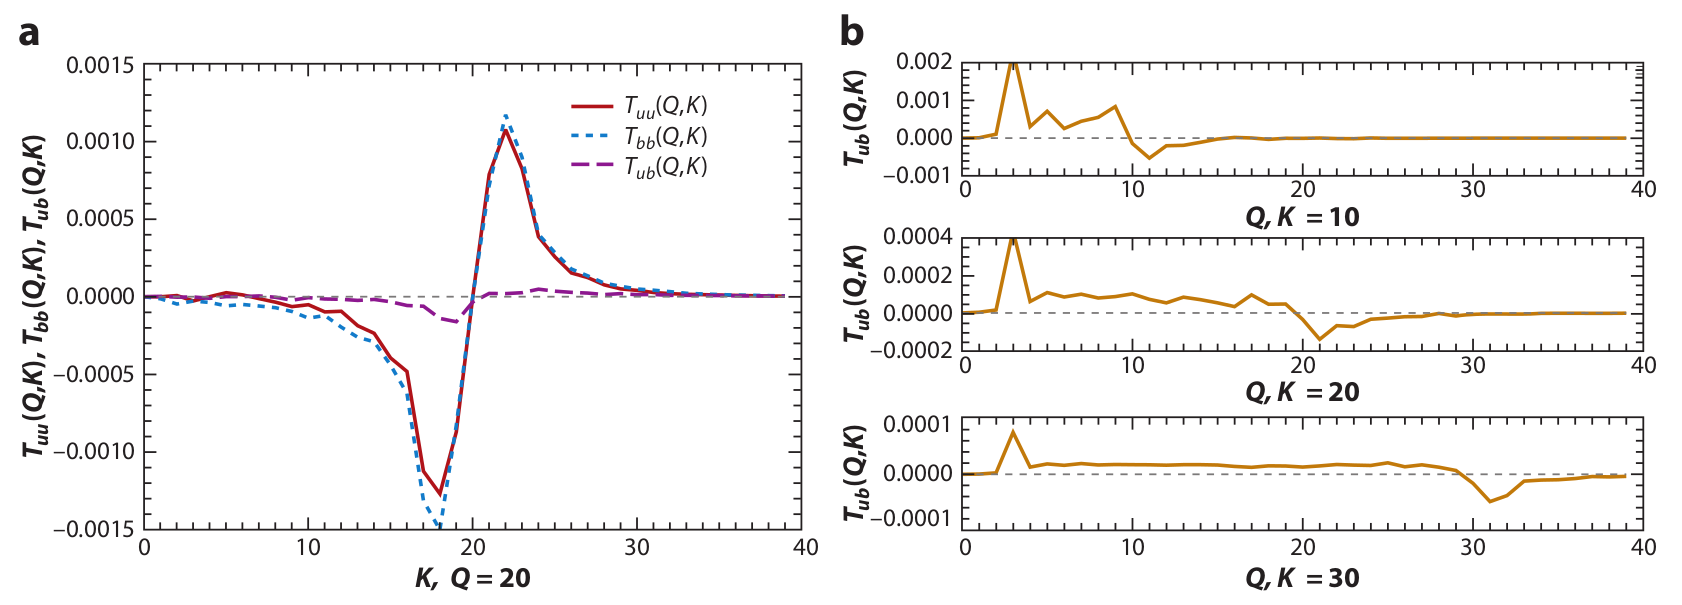 a
T_uu(Q,K), T_bb(Q,K), T_ub(Q,K)
0.0015
0.0010
0.0005
0.0000
−0.0005
−0.0010
−0.0015
0 10 20 30 40
K, Q = 20
T_uu(Q,K)
T_bb(Q,K)
T_ub(Q,K)
b
T_ub(Q,K)
0.002
0.001
0.000
−0.001
0 10 20 30 40
Q, K = 10
T_ub(Q,K)
0.0004
0.0002
0.0000
−0.0002
0 10 20 30 40
Q, K = 20
T_ub(Q,K)
0.0001
0.0000
−0.0001
0 10 20 30 40
Q, K = 30